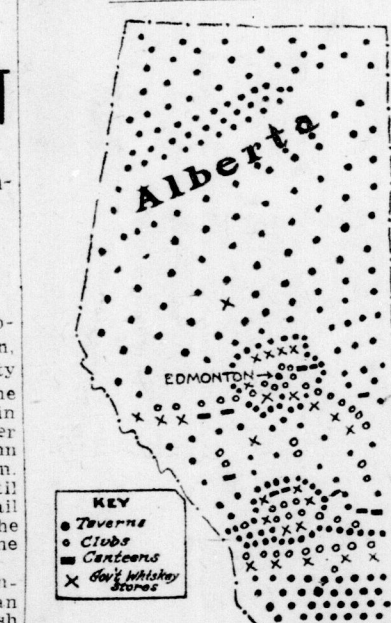 Alberta
EDMONTON
KEY
Taverns
Clubs
Canteens
Gov't Whiskey
Stores